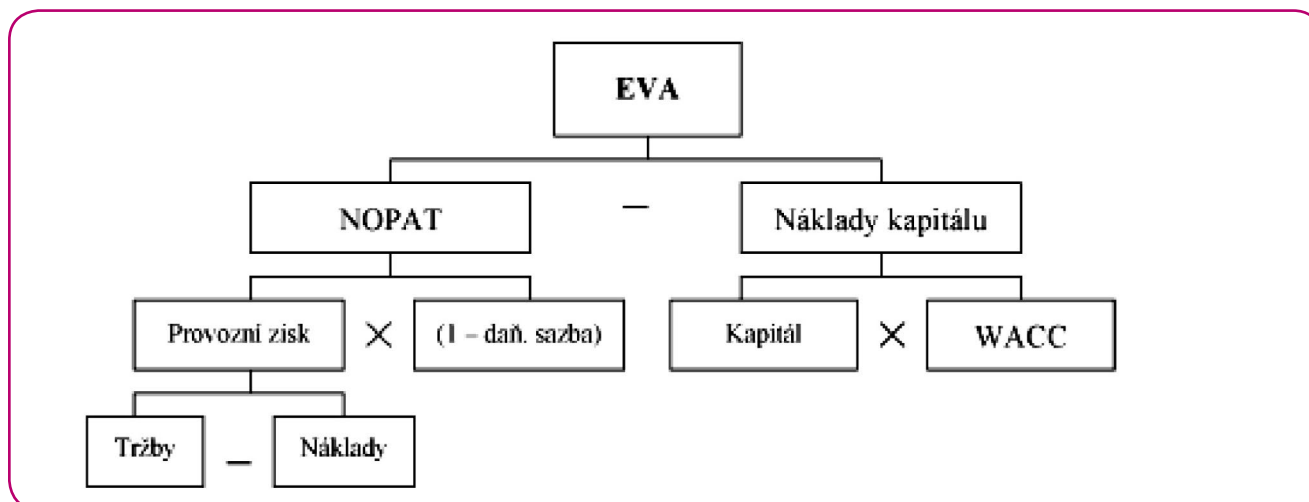 EVA
NOPAT – Náklady kapitálu
Provozní zisk × (1 – daň. sazba) Kapitál × WACC
Tržby – Náklady